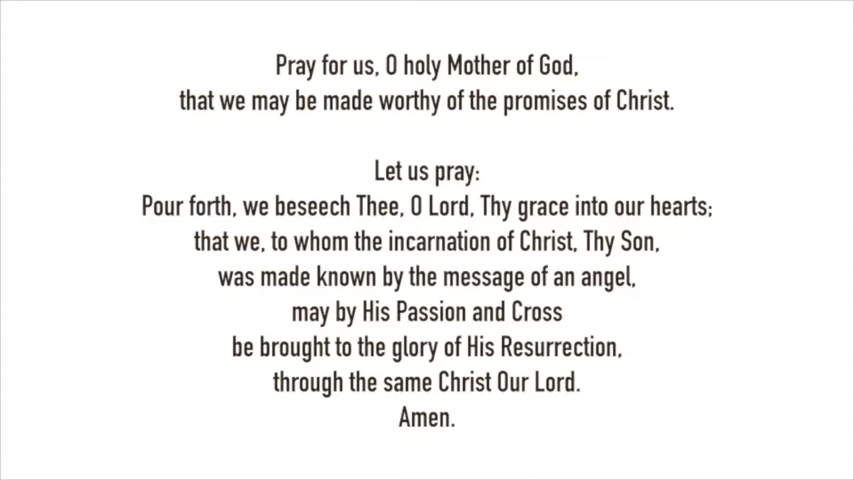 Pray for us, O holy Mother of God,
that we may be made worthy of the promises of Christ.
Let us pray:
Pour forth, we beseech Thee, O Lord, Thy grace into our hearts;
that we, to whom the incarnation of Christ, Thy Son,
was made known by the message of an angel,
may by His Passion and Cross
be brought to the glory of His Resurrection,
through the same Christ Our Lord.
Amen.